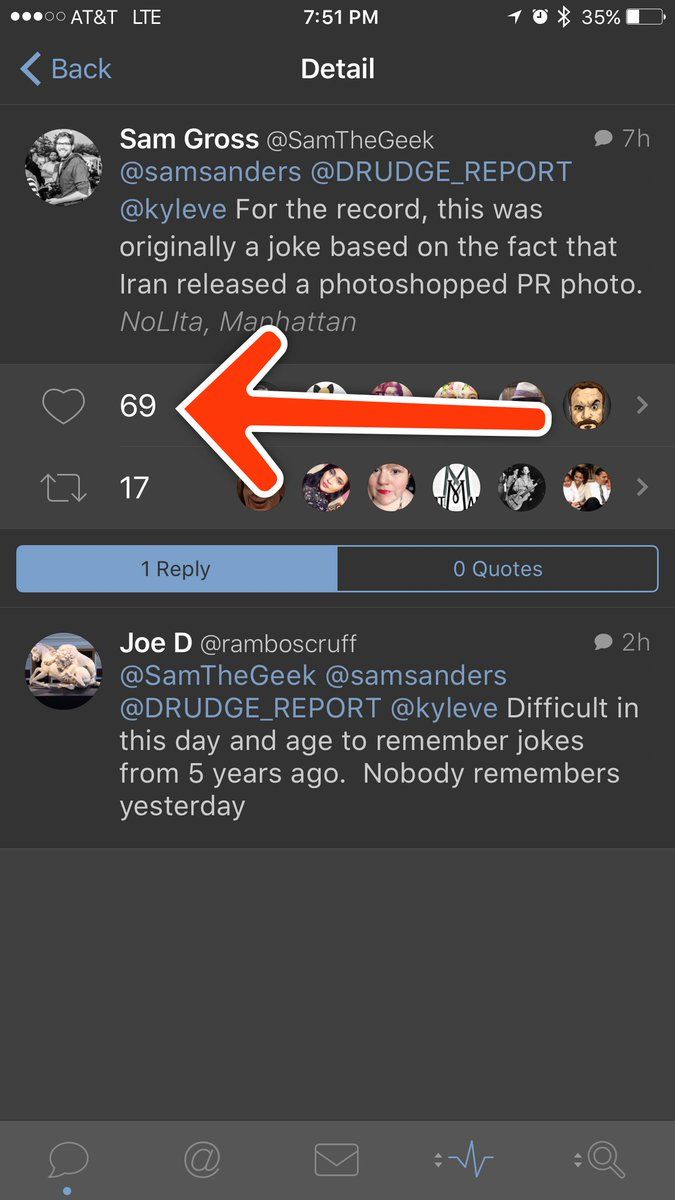 AT&T LTE 7:51 PM 35%
Back Detail
Sam Gross @SamTheGeek 7h
@samsanders @DRUDGE_REPORT
@kyleve For the record, this was
originally a joke based on the fact that
Iran released a photoshopped PR photo.
NoLIta, Manhattan
69
17
1 Reply 0 Quotes
Joe D @ramboscruff 2h
@SamTheGeek @samsanders
@DRUDGE_REPORT @kyleve Difficult in
this day and age to remember jokes
from 5 years ago.  Nobody remembers
yesterday